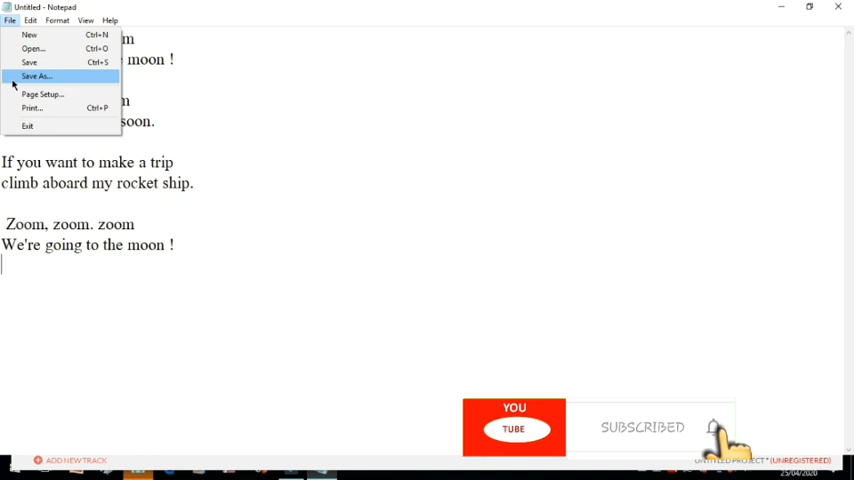 Untitled - Notepad
File Edit Format View Help
New Ctrl+N
Open... Ctrl+O
Save Ctrl+S
Save As...
Page Setup...
Print... Ctrl+P
Exit
m
moon !
m
soon.
If you want to make a trip
climb aboard my rocket ship.
Zoom, zoom. zoom
We're going to the moon !
YOU
TUBE
SUBSCRIBED
ADD NEW TRACK
UNTITLED PROJECT* (UNREGISTERED)
25/04/2020